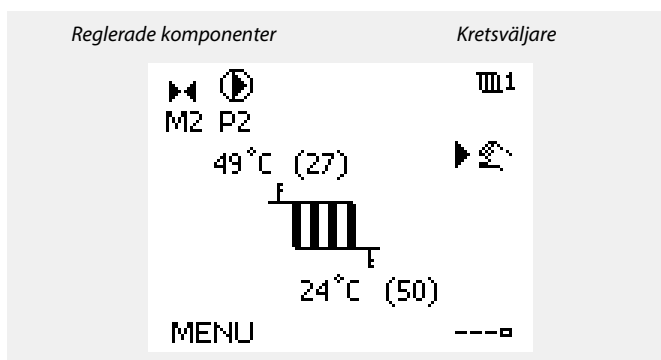 Reglerade komponenter Kretsväljare
1
M2 P2
49°C (27)
24°C (50)
MENU ---